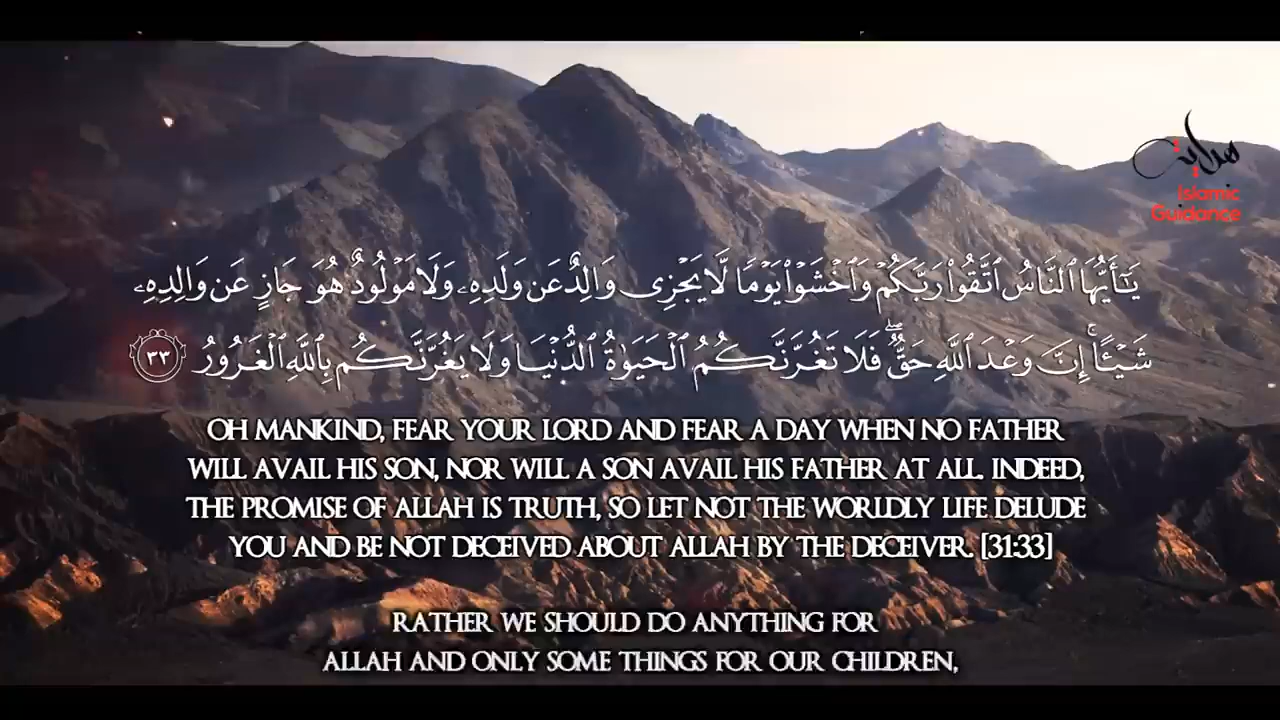 هداية
Islamic
Guidance
يَـٰٓأَيُّهَا ٱلنَّاسُ ٱتَّقُوا۟ رَبَّكُمْ وَٱخْشَوْا۟ يَوْمًا لَّا يَجْزِى وَالِدٌ عَن وَلَدِهِۦ وَلَا مَوْلُودٌ هُوَ جَازٍ عَن وَالِدِهِۦ
شَيْـًٔا ۚ إِنَّ وَعْدَ ٱللَّهِ حَقٌّ ۖ فَلَا تَغُرَّنَّكُمُ ٱلْحَيَوٰةُ ٱلدُّنْيَا وَلَا يَغُرَّنَّكُم بِٱللَّهِ ٱلْغَرُورُ ٣٣
OH MANKIND, FEAR YOUR LORD AND FEAR A DAY WHEN NO FATHER
WILL AVAIL HIS SON, NOR WILL A SON AVAIL HIS FATHER AT ALL. INDEED,
THE PROMISE OF ALLAH IS TRUTH, SO LET NOT THE WORLDLY LIFE DELUDE
YOU AND BE NOT DECEIVED ABOUT ALLAH BY THE DECEIVER. [31:33]
RATHER WE SHOULD DO ANYTHING FOR
ALLAH AND ONLY SOME THINGS FOR OUR CHILDREN,